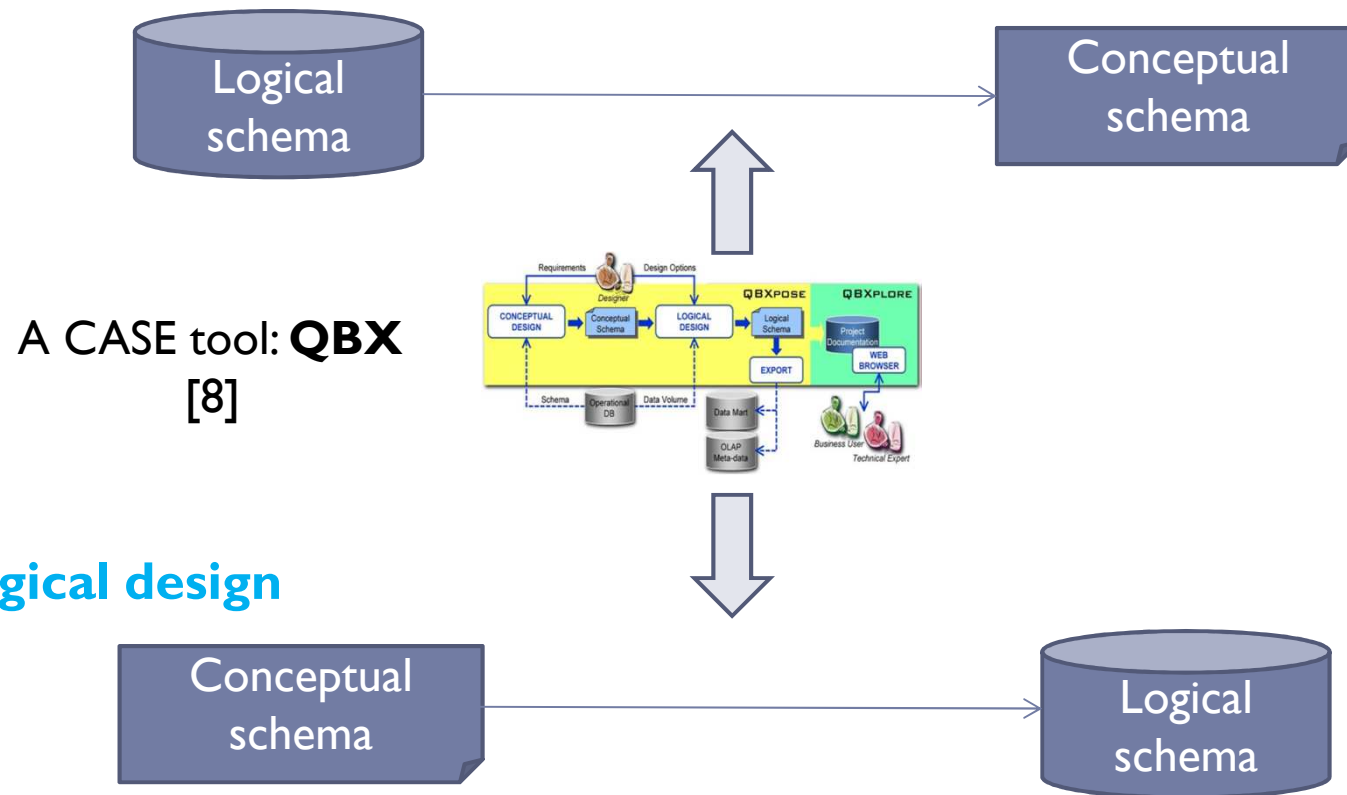 Logical
schema
Conceptual
schema
A CASE tool: QBX
[8]
Requirements
Design Options
Designer
QBXPOSE
QBXPLORE
CONCEPTUAL
DESIGN
Conceptual
Schema
LOGICAL
DESIGN
Logical
Schema
Project
Documentation
WEB
BROWSER
EXPORT
Schema
Operational
DB
Data Volume
Data Mart
OLAP
Meta-data
Business User
Technical Expert
gical design
Conceptual
schema
Logical
schema